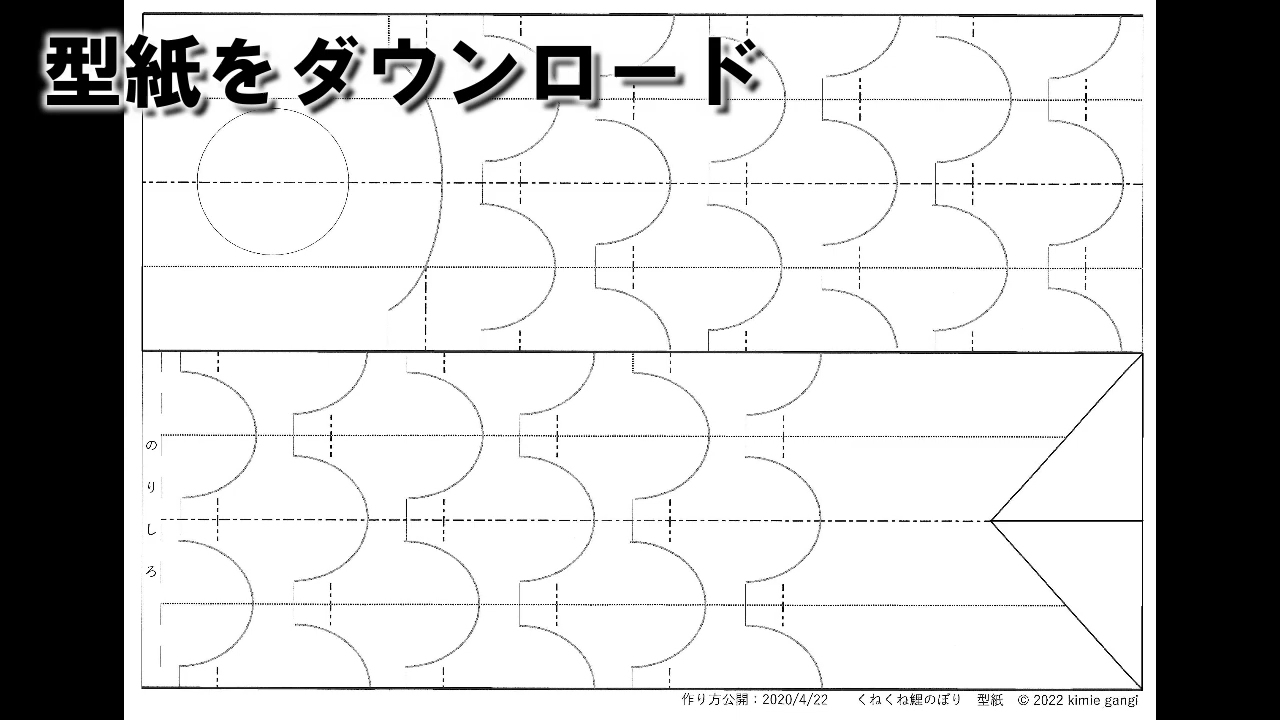 型紙をダウンロード
のりしろ
作り方公開：2020/4/22 くねくね鯉のぼり 型紙 © 2022 kimie gangi